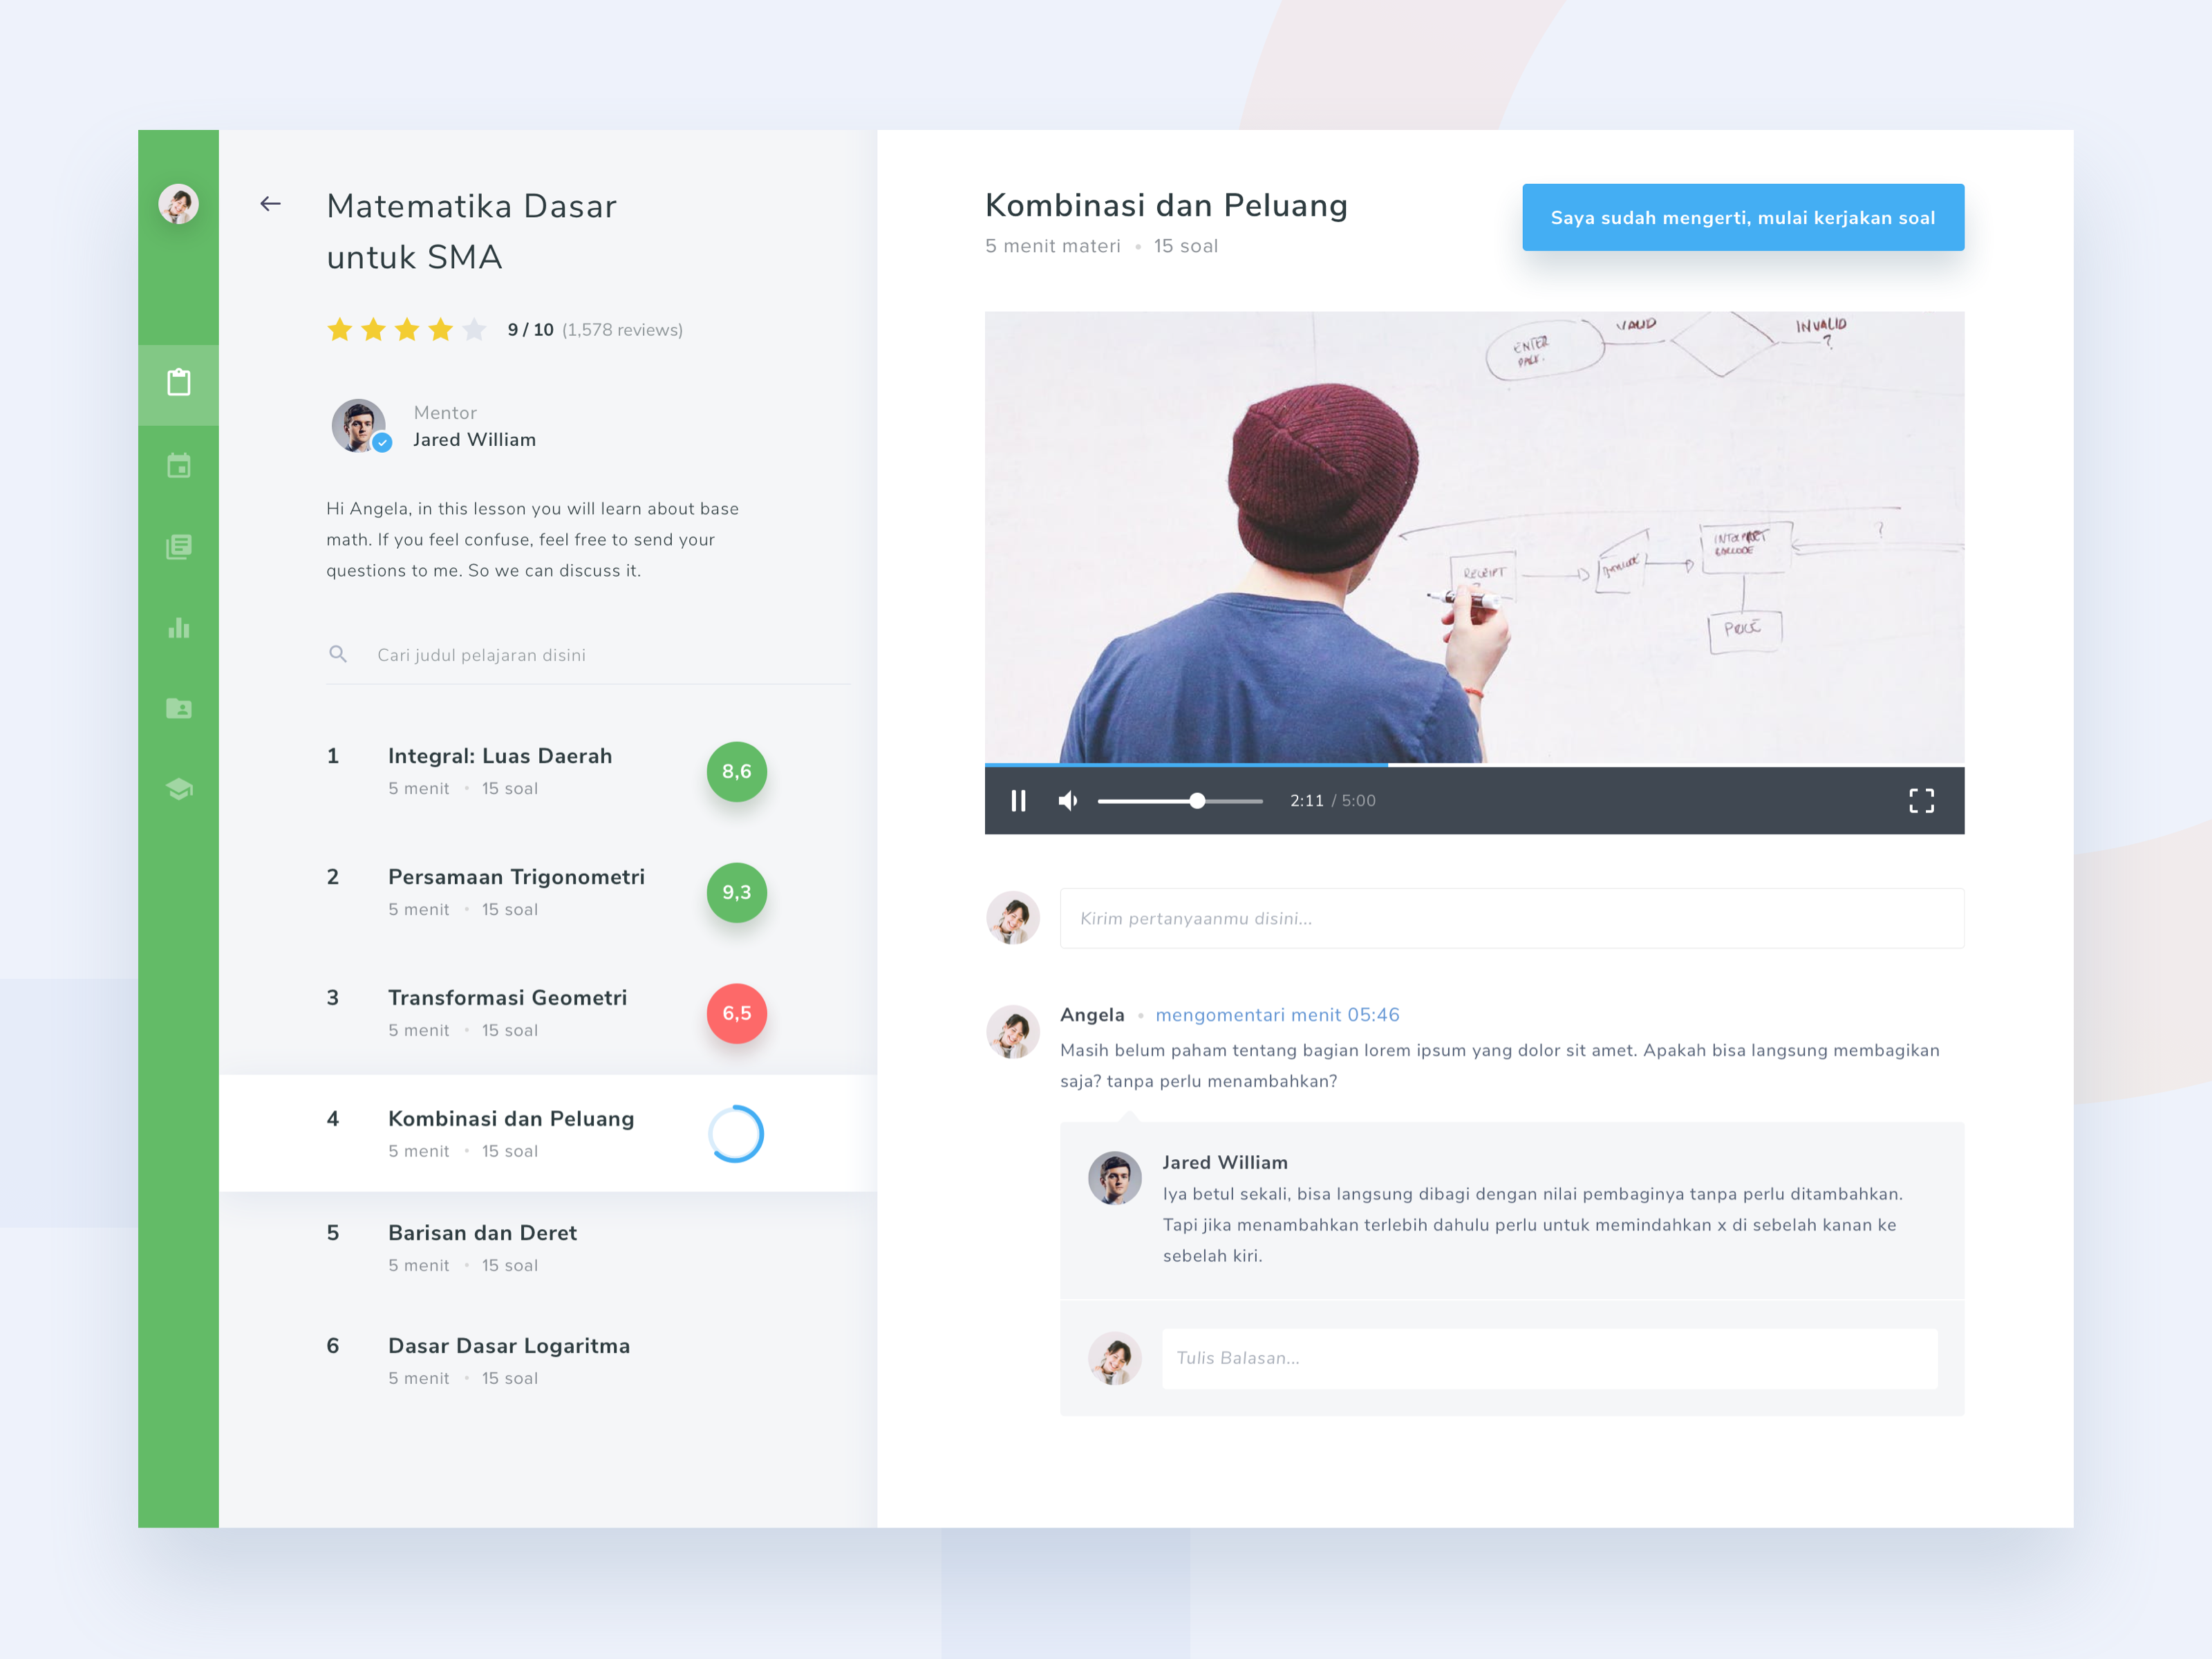 Matematika Dasar
untuk SMA
9 / 10 (1,578 reviews)
Mentor
Jared William
Hi Angela, in this lesson you will learn about base
math. If you feel confuse, feel free to send your
questions to me. So we can discuss it.
Cari judul pelajaran disini
1 Integral: Luas Daerah
5 menit • 15 soal
8,6
2 Persamaan Trigonometri
5 menit • 15 soal
9,3
3 Transformasi Geometri
5 menit • 15 soal
6,5
4 Kombinasi dan Peluang
5 menit • 15 soal
5 Barisan dan Deret
5 menit • 15 soal
6 Dasar Dasar Logaritma
5 menit • 15 soal
Kombinasi dan Peluang
5 menit materi • 15 soal
Saya sudah mengerti, mulai kerjakan soal
ENTER
VALID
INVALID
?
?
RECEIPT
?
INTERPRET
BARCODE
PRICE
2:11 / 5:00
Kirim pertanyaanmu disini...
Angela • mengomentari menit 05:46
Masih belum paham tentang bagian lorem ipsum yang dolor sit amet. Apakah bisa langsung membagikan
saja? tanpa perlu menambahkan?
Jared William
Iya betul sekali, bisa langsung dibagi dengan nilai pembaginya tanpa perlu ditambahkan.
Tapi jika menambahkan terlebih dahulu perlu untuk memindahkan x di sebelah kanan ke
sebelah kiri.
Tulis Balasan...